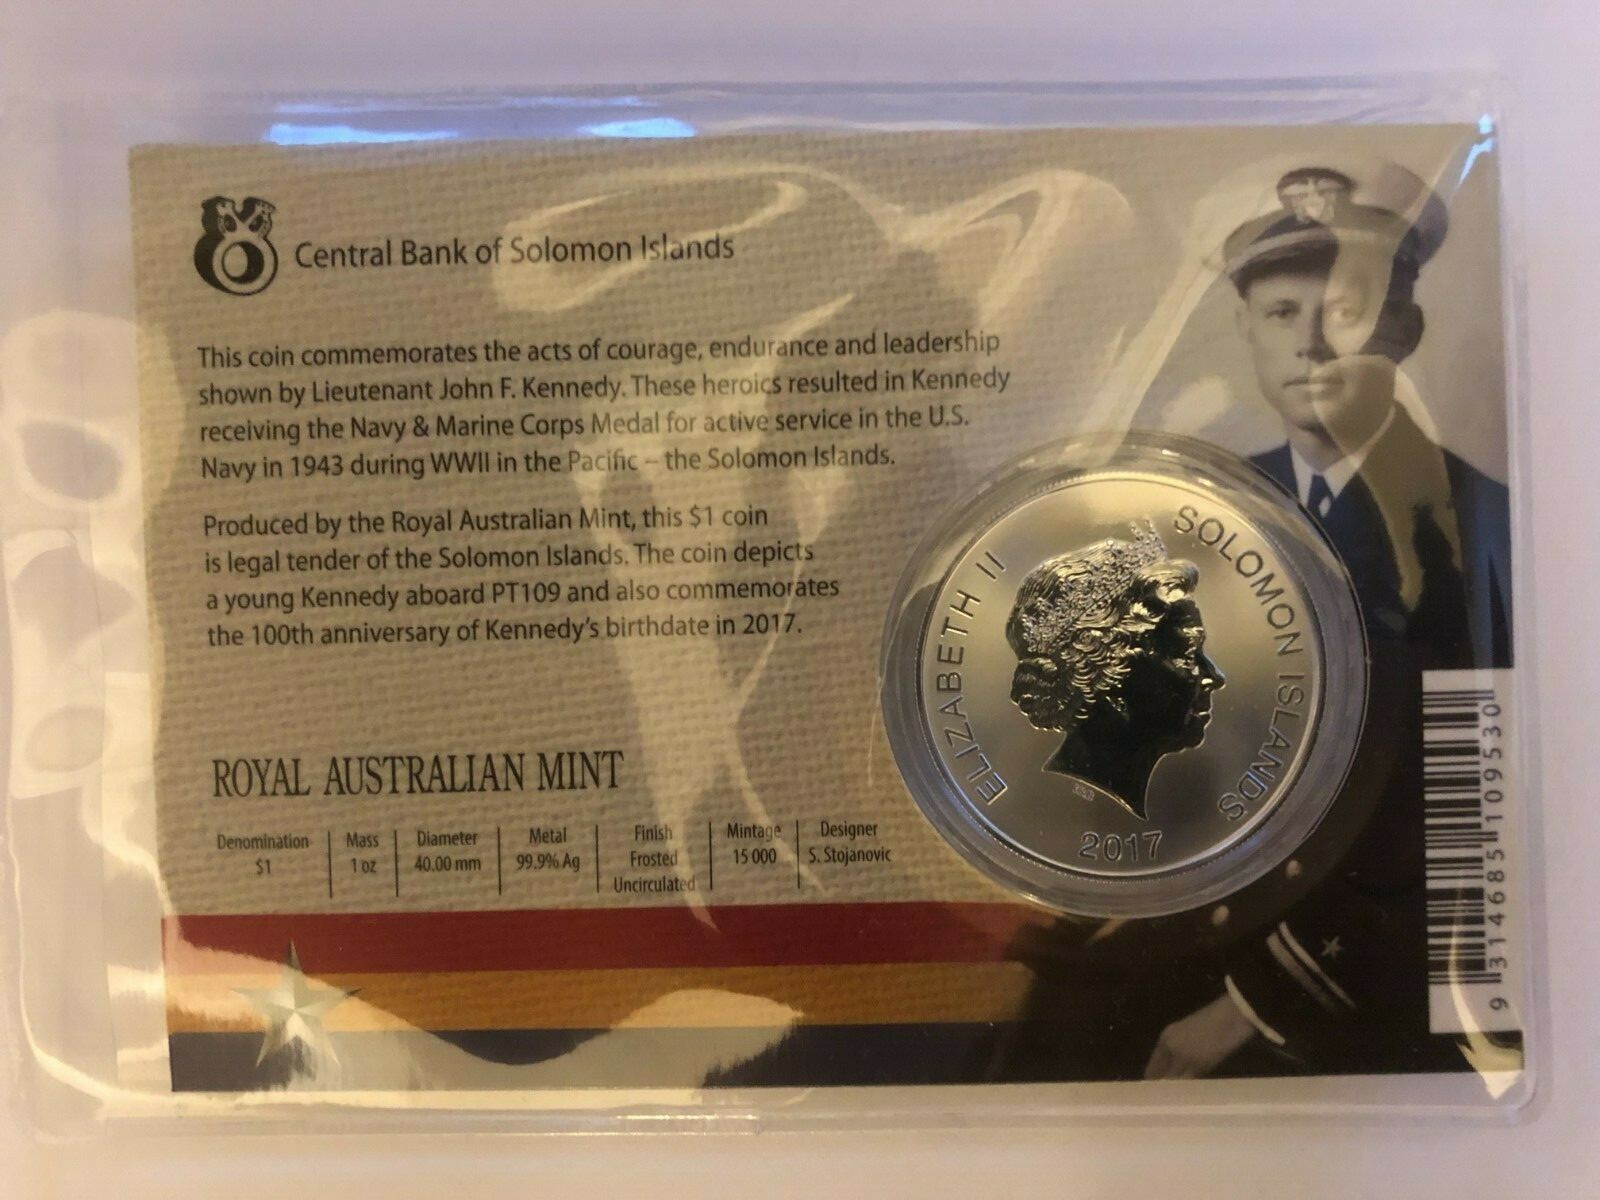 Central Bank of Solomon Islands
This coin commemorates the acts of courage, endurance and leadership
shown by Lieutenant John F. Kennedy. These heroics resulted in Kennedy
receiving the Navy & Marine Corps Medal for active service in the U.S.
Navy in 1943 during WWII in the Pacific – the Solomon Islands.
Produced by the Royal Australian Mint, this $1 coin
is legal tender of the Solomon Islands. The coin depicts
a young Kennedy aboard PT109 and also commemorates
the 100th anniversary of Kennedy's birthdate in 2017.
ROYAL AUSTRALIAN MINT
Denomination
$1
Mass
1 oz
Diameter
40.00 mm
Metal
99.9% Ag
Finish
Frosted
Uncirculated
Mintage
15 000
Designer
S. Stojanovic
ELIZABETH II
SOLOMON ISLANDS
2017
9 314685 109530